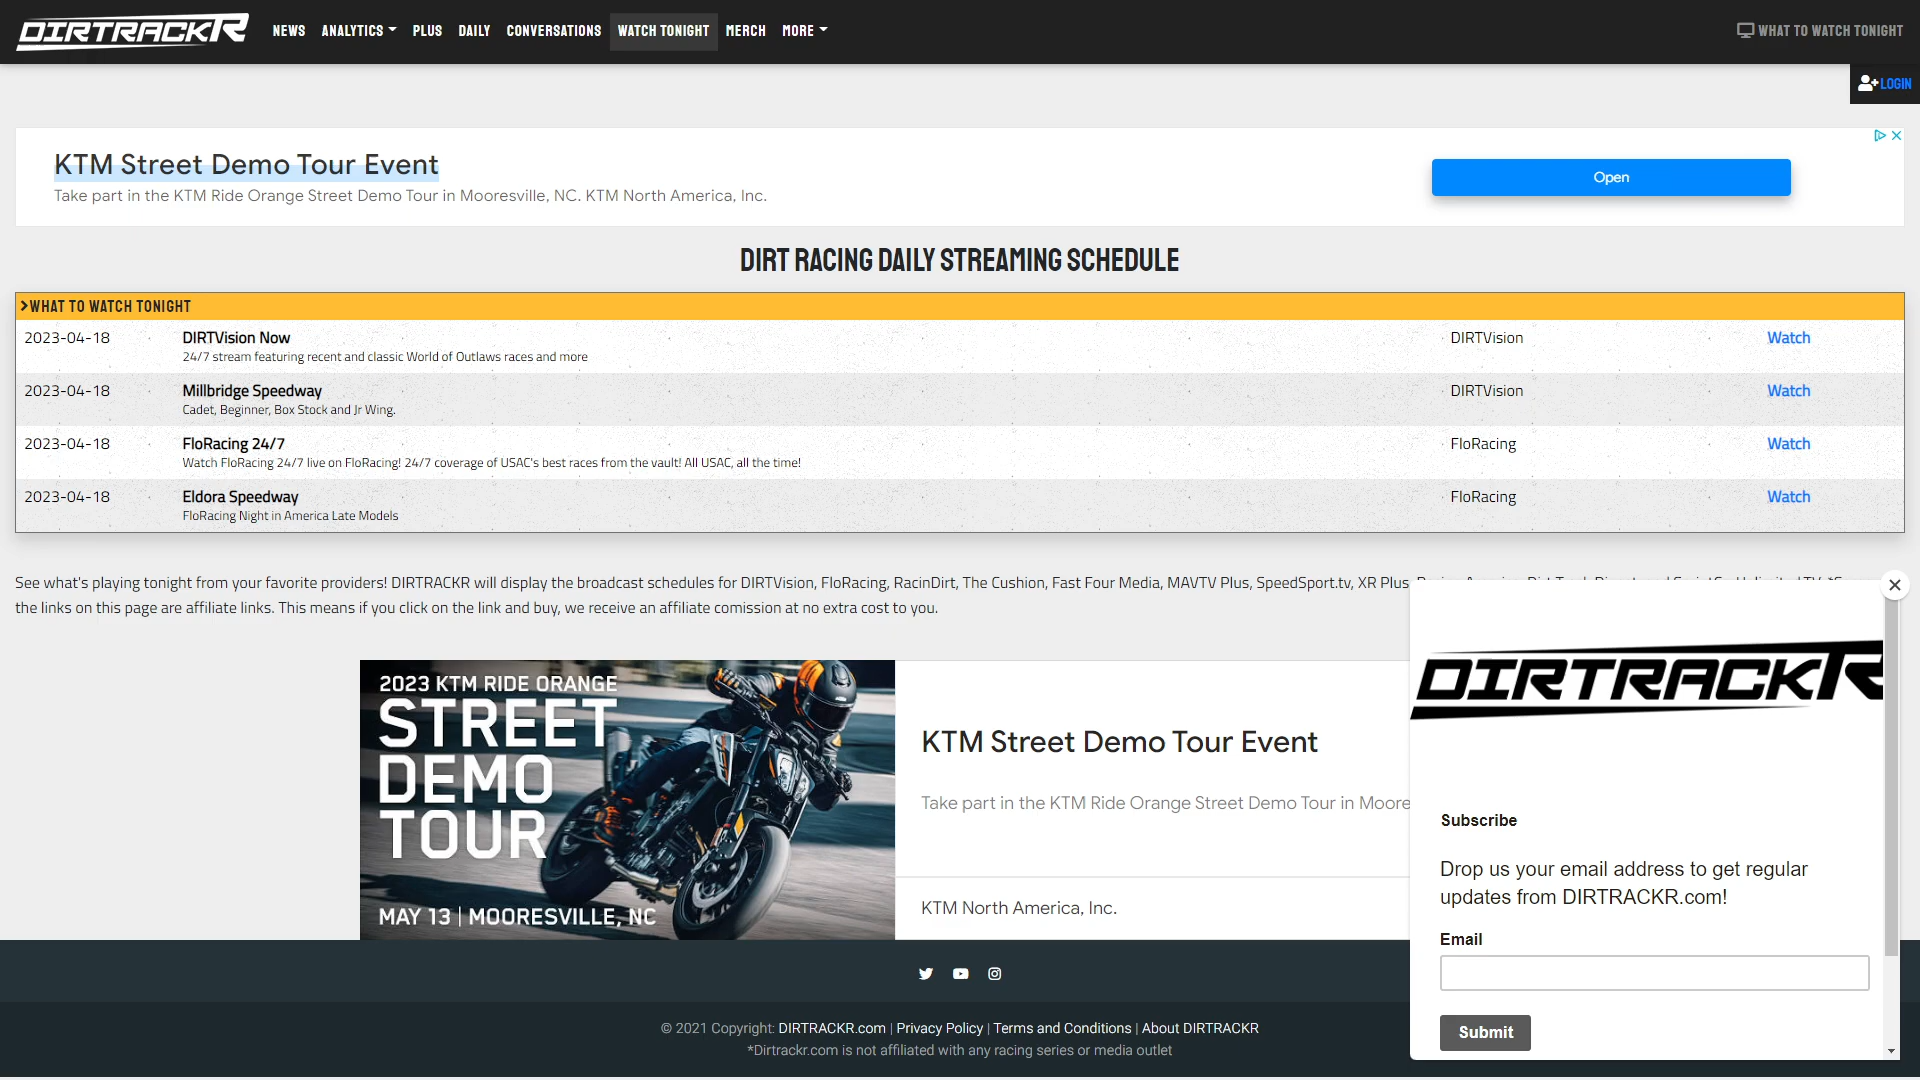 DIRTRACKR NEWS ANALYTICS PLUS DAILY CONVERSATIONS WATCH TONIGHT MERCH MORE WHAT TO WATCH TONIGHT
LOGIN
KTM Street Demo Tour Event
Take part in the KTM Ride Orange Street Demo Tour in Mooresville, NC. KTM North America, Inc.
Open
DIRT RACING DAILY STREAMING SCHEDULE
WHAT TO WATCH TONIGHT
2023-04-18 DIRTVision Now DIRTVision Watch
24/7 stream featuring recent and classic World of Outlaws races and more
2023-04-18 Millbridge Speedway DIRTVision Watch
Cadet, Beginner, Box Stock and Jr Wing.
2023-04-18 FloRacing 24/7 FloRacing Watch
Watch FloRacing 24/7 live on FloRacing! 24/7 coverage of USAC's best races from the vault! All USAC, all the time!
2023-04-18 Eldora Speedway FloRacing Watch
FloRacing Night in America Late Models
See what's playing tonight from your favorite providers! DIRTRACKR will display the broadcast schedules for DIRTVision, FloRacing, RacinDirt, The Cushion, Fast Four Media, MAVTV Plus, SpeedSport.tv, XR Plus,
the links on this page are affiliate links. This means if you click on the link and buy, we receive an affiliate comission at no extra cost to you.
2023 KTM RIDE ORANGE
STREET
DEMO
TOUR
MAY 13 | MOORESVILLE, NC
KTM Street Demo Tour Event
Take part in the KTM Ride Orange Street Demo Tour in Moore
KTM North America, Inc.
DIRTRACKR
Subscribe
Drop us your email address to get regular
updates from DIRTRACKR.com!
Email
Submit
© 2021 Copyright: DIRTRACKR.com | Privacy Policy | Terms and Conditions | About DIRTRACKR
*Dirtrackr.com is not affiliated with any racing series or media outlet